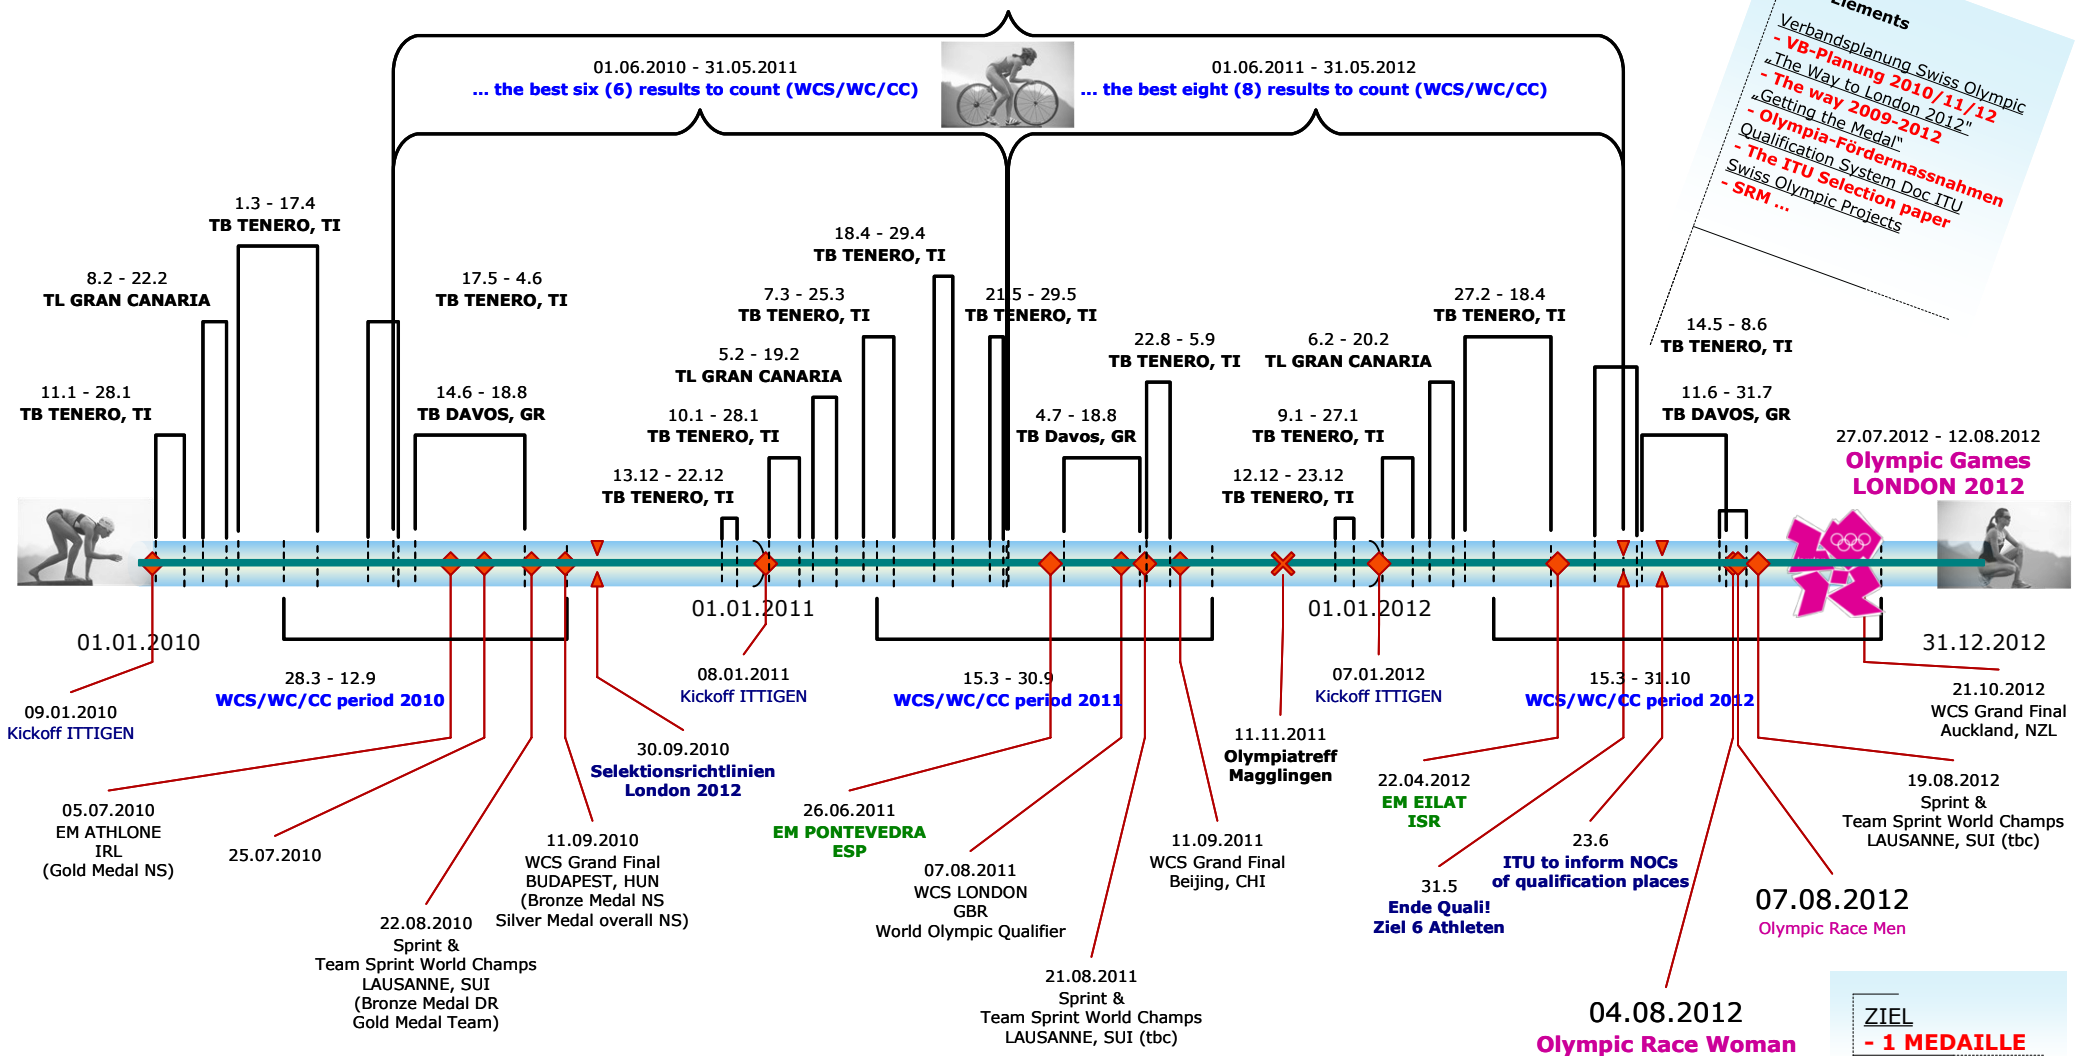 01.06.2010 - 31.05.2011
... the best six (6) results to count (WCS/WC/CC)
01.06.2011 - 31.05.2012
... the best eight (8) results to count (WCS/WC/CC)
Elements
Verbandsplanung Swiss Olympic
- VB-Planung 2010/11/12
„The Way to London 2012"
- The way 2009-2012
„Getting the Medal“
- Olympia-Fördermassnahmen
Qualification System Doc ITU
- The ITU Selection paper
Swiss Olympic Projects
- SRM ...
1.3 - 17.4
TB TENERO, TI
8.2 - 22.2
TL GRAN CANARIA
11.1 - 28.1
TB TENERO, TI
17.5 - 4.6
TB TENERO, TI
14.6 - 18.8
TB DAVOS, GR
18.4 - 29.4
TB TENERO, TI
7.3 - 25.3
TB TENERO, TI
5.2 - 19.2
TL GRAN CANARIA
10.1 - 28.1
TB TENERO, TI
13.12 - 22.12
TB TENERO, TI
21.5 - 29.5
TB TENERO, TI
22.8 - 5.9
TB TENERO, TI
4.7 - 18.8
TB Davos, GR
27.2 - 18.4
TB TENERO, TI
6.2 - 20.2
TL GRAN CANARIA
9.1 - 27.1
TB TENERO, TI
12.12 - 23.12
TB TENERO, TI
14.5 - 8.6
TB TENERO, TI
11.6 - 31.7
TB DAVOS, GR
27.07.2012 - 12.08.2012
Olympic Games
LONDON 2012
01.01.2010
01.01.2011
01.01.2012
31.12.2012
09.01.2010
Kickoff ITTIGEN
28.3 - 12.9
WCS/WC/CC period 2010
08.01.2011
Kickoff ITTIGEN
15.3 - 30.9
WCS/WC/CC period 2011
07.01.2012
Kickoff ITTIGEN
15.3 - 31.10
WCS/WC/CC period 2012
21.10.2012
WCS Grand Final
Auckland, NZL
05.07.2010
EM ATHLONE
IRL
(Gold Medal NS)
25.07.2010
22.08.2010
Sprint &
Team Sprint World Champs
LAUSANNE, SUI
(Bronze Medal DR
Gold Medal Team)
11.09.2010
WCS Grand Final
BUDAPEST, HUN
(Bronze Medal NS
Silver Medal overall NS)
30.09.2010
Selektionsrichtlinien
London 2012
26.06.2011
EM PONTEVEDRA
ESP
07.08.2011
WCS LONDON
GBR
World Olympic Qualifier
21.08.2011
Sprint &
Team Sprint World Champs
LAUSANNE, SUI (tbc)
11.09.2011
WCS Grand Final
Beijing, CHI
11.11.2011
Olympiatreff
Magglingen
22.04.2012
EM EILAT
ISR
31.5
Ende Quali!
Ziel 6 Athleten
23.6
ITU to inform NOCs
of qualification places
04.08.2012
Olympic Race Woman
07.08.2012
Olympic Race Men
19.08.2012
Sprint &
Team Sprint World Champs
LAUSANNE, SUI (tbc)
ZIEL
- 1 MEDAILLE